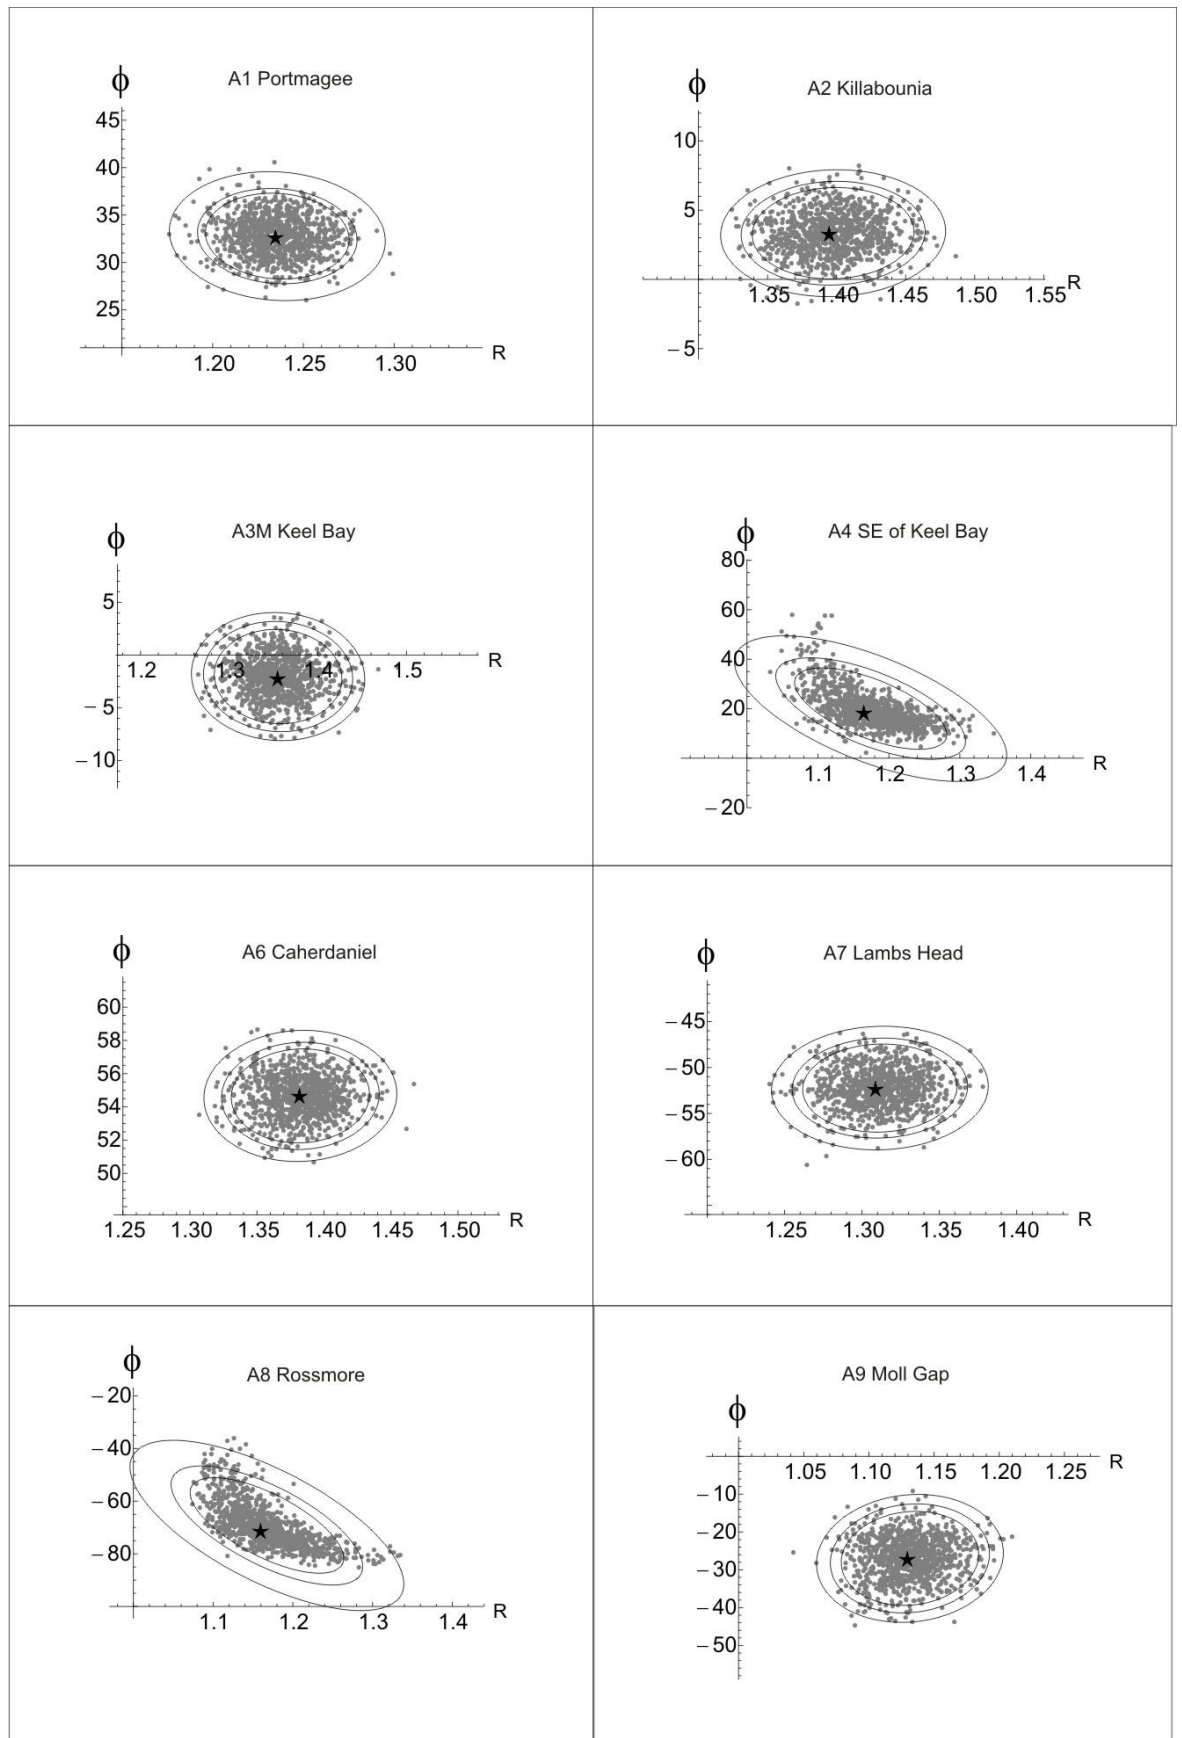 A1 Portmagee
ϕ
45
40
35
30
25
1.20 1.25 1.30 R
A2 Killabounia
ϕ
10
5
1.35 1.40 1.45 1.50 1.55 R
−5
A3M Keel Bay
ϕ
5
1.2 1.3 1.4 1.5 R
−5
−10
A4 SE of Keel Bay
ϕ
80
60
40
20
1.1 1.2 1.3 1.4 R
−20
A6 Caherdaniel
ϕ
60
58
56
54
52
50
1.25 1.30 1.35 1.40 1.45 1.50 R
A7 Lambs Head
ϕ
−45
−50
−55
−60
1.25 1.30 1.35 1.40 R
A8 Rossmore
ϕ
−20
−40
−60
−80
1.1 1.2 1.3 1.4 R
A9 Moll Gap
ϕ
1.05 1.10 1.15 1.20 1.25 R
−10
−20
−30
−40
−50